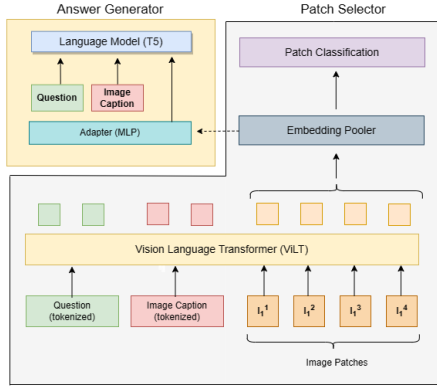 Answer Generator
Patch Selector
Language Model (T5)
Patch Classification
Question
Image
Caption
Adapter (MLP)
Embedding Pooler
Vision Language Transformer (ViLT)
Question
(tokenized)
Image Caption
(tokenized)
I₁¹
I₁²
I₁³
I₁⁴
Image Patches